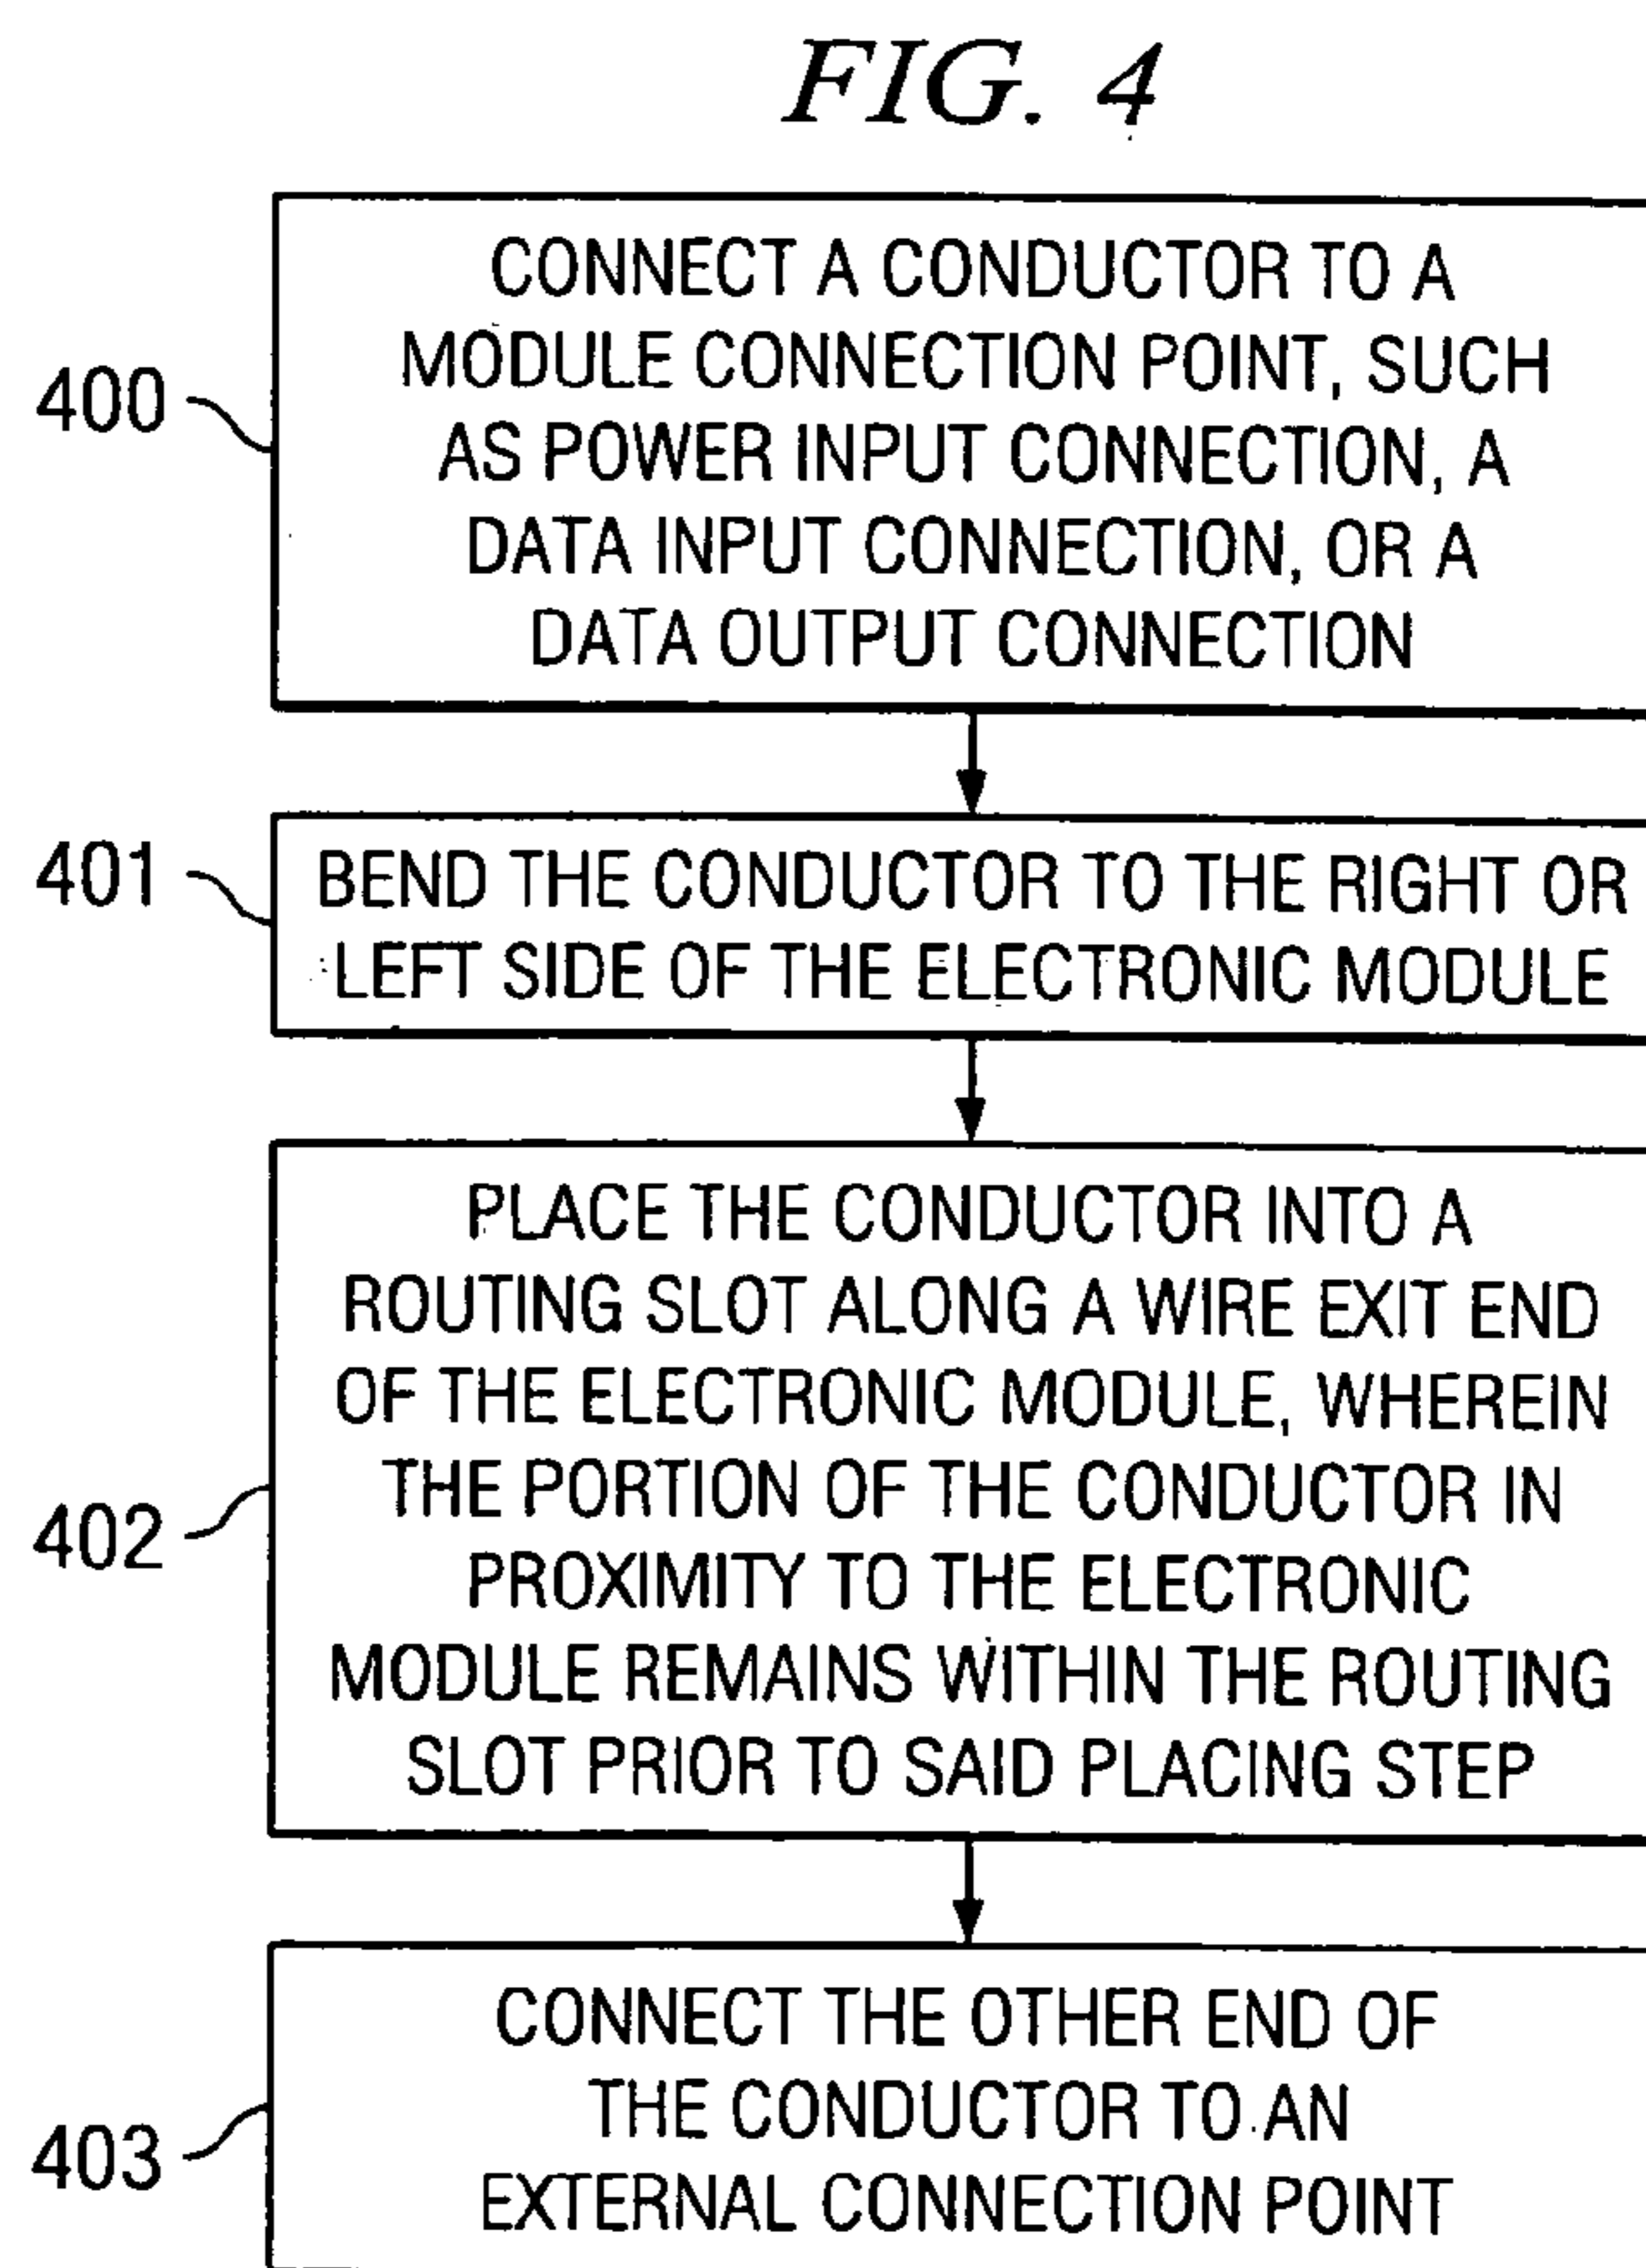 FIG. 4
400
CONNECT A CONDUCTOR TO A
MODULE CONNECTION POINT, SUCH
AS POWER INPUT CONNECTION, A
DATA INPUT CONNECTION, OR A
DATA OUTPUT CONNECTION
401
BEND THE CONDUCTOR TO THE RIGHT OR
LEFT SIDE OF THE ELECTRONIC MODULE
402
PLACE THE CONDUCTOR INTO A
ROUTING SLOT ALONG A WIRE EXIT END
OF THE ELECTRONIC MODULE, WHEREIN
THE PORTION OF THE CONDUCTOR IN
PROXIMITY TO THE ELECTRONIC
MODULE REMAINS WITHIN THE ROUTING
SLOT PRIOR TO SAID PLACING STEP
403
CONNECT THE OTHER END OF
THE CONDUCTOR TO AN
EXTERNAL CONNECTION POINT